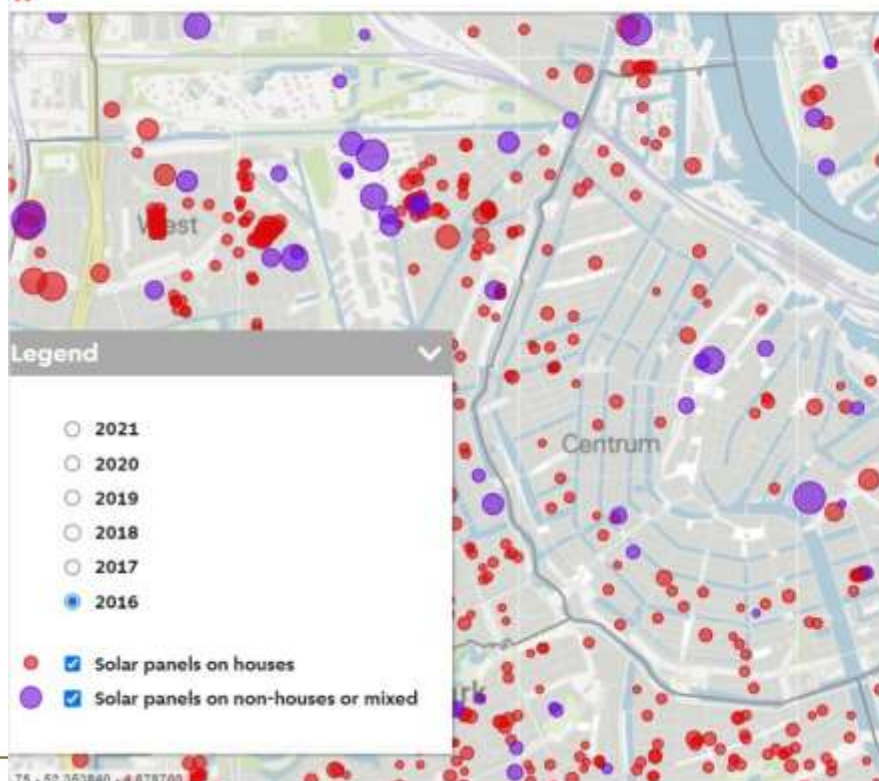 West
Legend
2021
2020
2019
2018
2017
2016
Solar panels on houses
Solar panels on non-houses or mixed
Centrum